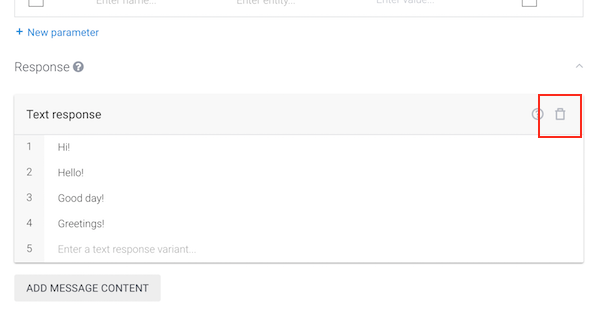 Enter name... Enter entity... Enter value...
+ New parameter
Response ?
Text response ?
1 Hi!
2 Hello!
3 Good day!
4 Greetings!
5 Enter a text response variant...
ADD MESSAGE CONTENT